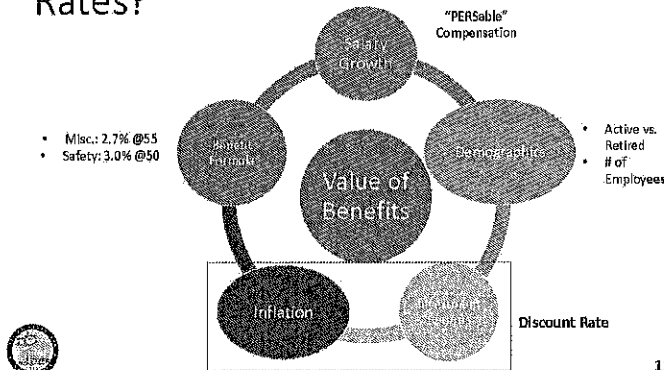 Rates?
"PERSable"
Compensation
Salary
Growth
Misc.: 2.7% @55
Safety: 3.0% @50
Benefit
Formula
Demographics
Active vs.
Retired
# of
Employees
Value of
Benefits
Inflation
Discount Rate
1